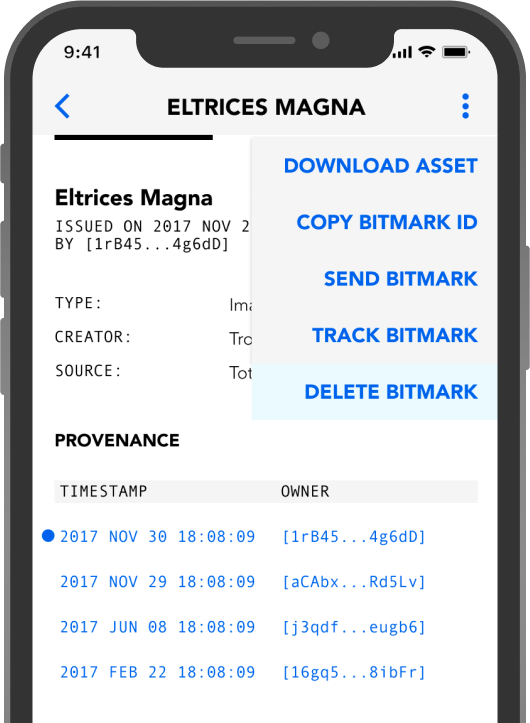 9:41
ELTRICES MAGNA
DOWNLOAD ASSET
COPY BITMARK ID
SEND BITMARK
TRACK BITMARK
DELETE BITMARK
Eltrices Magna
ISSUED ON 2017 NOV 2
BY [1rB45...4g6dD]
TYPE: Ima
CREATOR: Tro
SOURCE: Tot
PROVENANCE
TIMESTAMP OWNER
2017 NOV 30 18:08:09 [1rB45...4g6dD]
2017 NOV 29 18:08:09 [aCAbx...Rd5Lv]
2017 JUN 08 18:08:09 [j3qdf...eugb6]
2017 FEB 22 18:08:09 [16gq5...8ibFr]